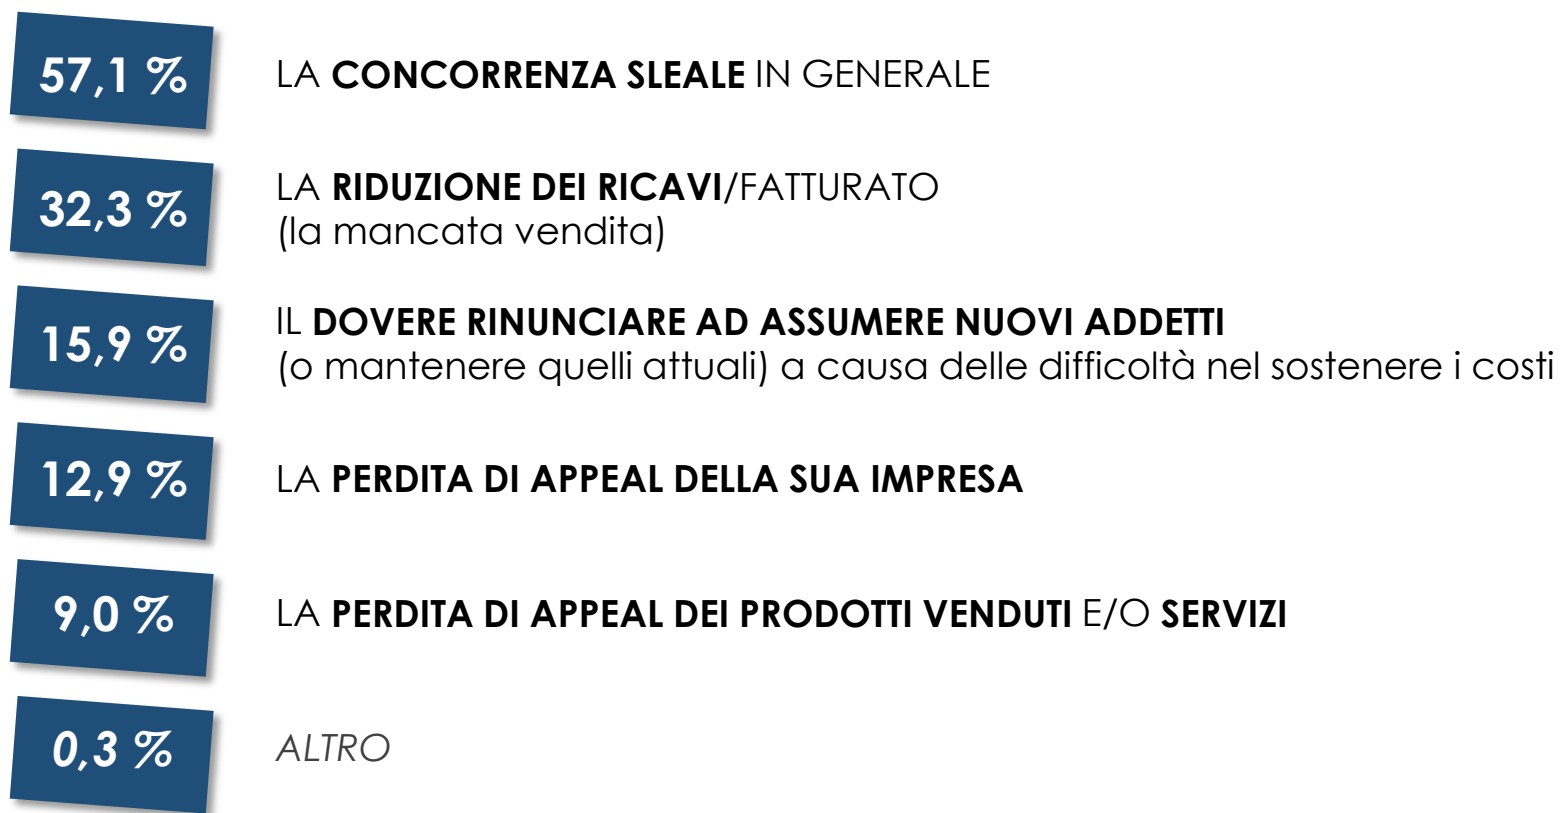 57,1 %
LA CONCORRENZA SLEALE IN GENERALE
32,3 %
LA RIDUZIONE DEI RICAVI/FATTURATO
(la mancata vendita)
15,9 %
IL DOVERE RINUNCIARE AD ASSUMERE NUOVI ADDETTI
(o mantenere quelli attuali) a causa delle difficoltà nel sostenere i costi
12,9 %
LA PERDITA DI APPEAL DELLA SUA IMPRESA
9,0 %
LA PERDITA DI APPEAL DEI PRODOTTI VENDUTI E/O SERVIZI
0,3 %
ALTRO